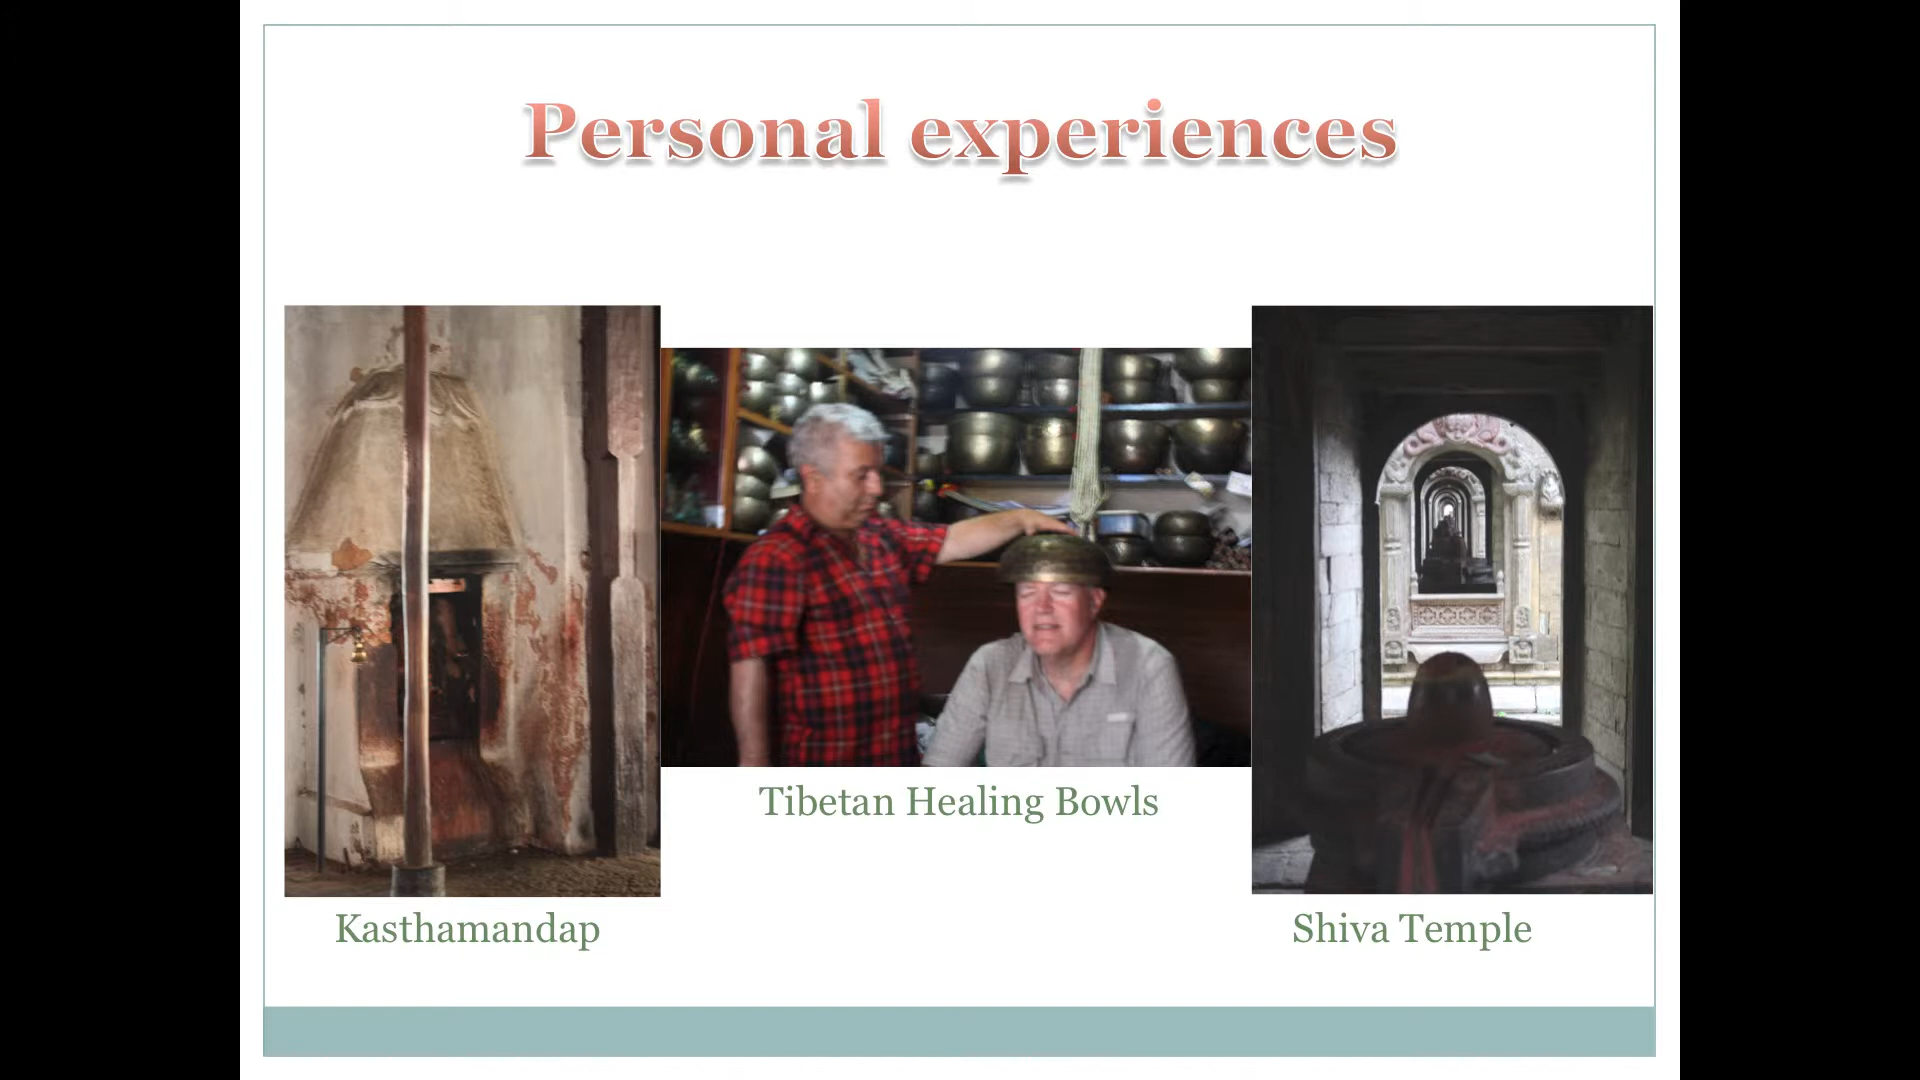 Personal experiences
Tibetan Healing Bowls
Kasthamandap
Shiva Temple